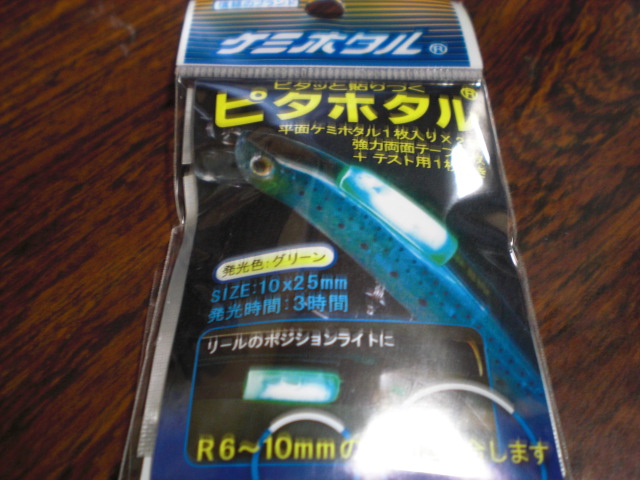 ケミホタル®
ピタッと貼りつく
ピタホタル®
平面ケミホタル1枚入り×
強力両面テープ
+テスト用1枚
発光色:グリーン
SIZE:10×25mm
発光時間:3時間
リールのポジションライトに
R6~10mmの
します